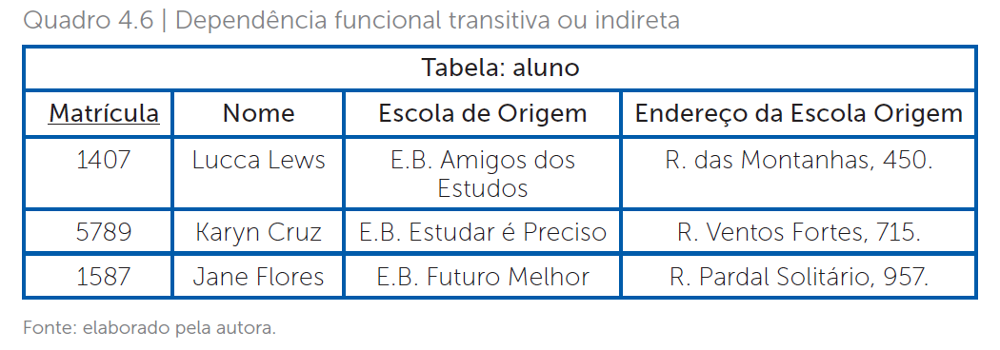 Quadro 4.6 | Dependência funcional transitiva ou indireta
Tabela: aluno
Matrícula Nome Escola de Origem Endereço da Escola Origem
1407 Lucca Lews E.B. Amigos dos Estudos R. das Montanhas, 450.
5789 Karyn Cruz E.B. Estudar é Preciso R. Ventos Fortes, 715.
1587 Jane Flores E.B. Futuro Melhor R. Pardal Solitário, 957.
Fonte: elaborado pela autora.